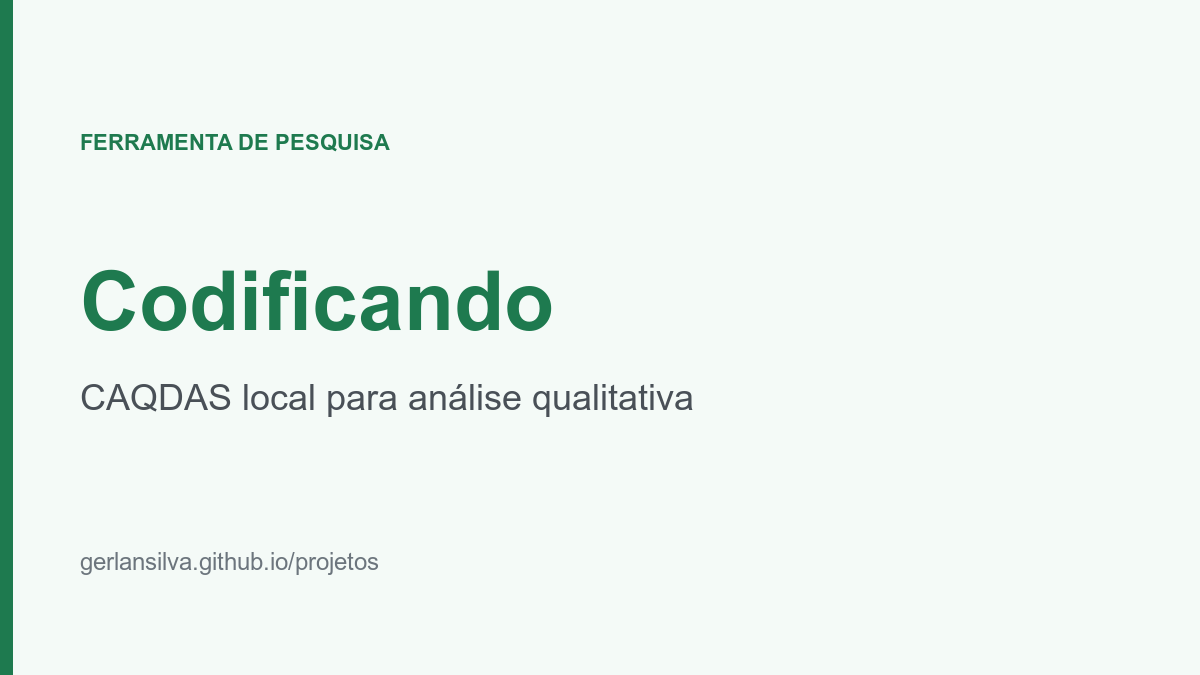 FERRAMENTA DE PESQUISA
Codificando
CAQDAS local para análise qualitativa
gerlansilva.github.io/projetos